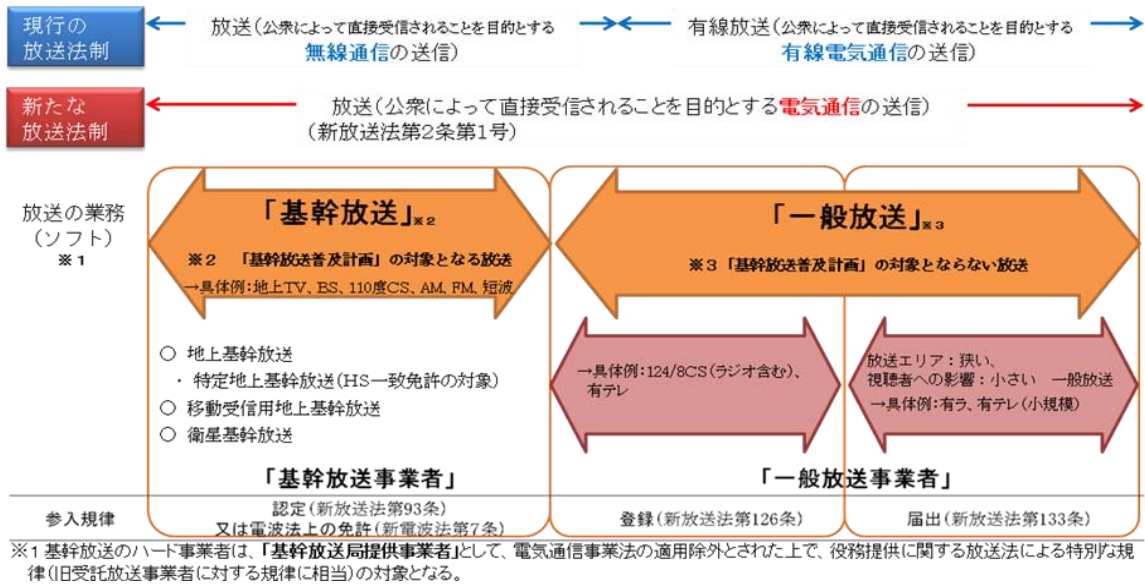 現行の
放送法制
放送(公衆によって直接受信されることを目的とする
無線通信の送信)
有線放送(公衆によって直接受信されることを目的とする
有線電気通信の送信)
新たな
放送法制
放送(公衆によって直接受信されることを目的とする電気通信の送信)
(新放送法第2条第1号)
放送の業務
(ソフト)
※1
「基幹放送」※2
※2 「基幹放送普及計画」の対象となる放送
→具体例:地上TV、BS、110度CS、AM、FM、短波
「一般放送」※3
※3「基幹放送普及計画」の対象とならない放送
○ 地上基幹放送
・特定地上基幹放送(HS一致免許の対象)
○ 移動受信用地上基幹放送
○ 衛星基幹放送
→具体例:124/8CS(ラジオ含む)、
有テレ
放送エリア:狭い、
視聴者への影響:小さい 一般放送
→具体例:有ラ、有テレ(小規模)
「基幹放送事業者」
「一般放送事業者」
参入規律
認定(新放送法第93条)
又は電波法上の免許(新電波法第7条)
登録(新放送法第126条)
届出(新放送法第133条)
※1 基幹放送のハード事業者は、「基幹放送局提供事業者」として、電気通信事業法の適用除外とされた上で、役務提供に関する放送法による特別な規
律(旧受託放送事業者に対する規律に相当)の対象となる。